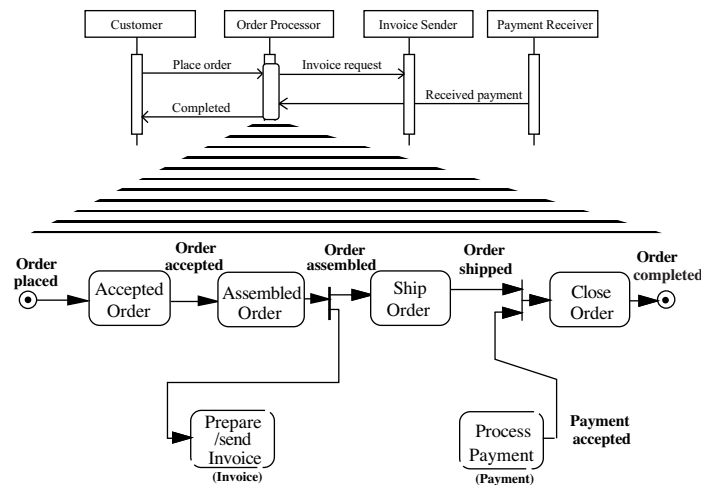 Customer
Order Processor
Invoice Sender
Payment Receiver
Place order
Invoice request
Received payment
Completed
Order
placed
Order
accepted
Order
assembled
Order
shipped
Order
completed
Accepted
Order
Assembled
Order
Ship
Order
Close
Order
Prepare
/send
Invoice
(Invoice)
Process
Payment
(Payment)
Payment
accepted